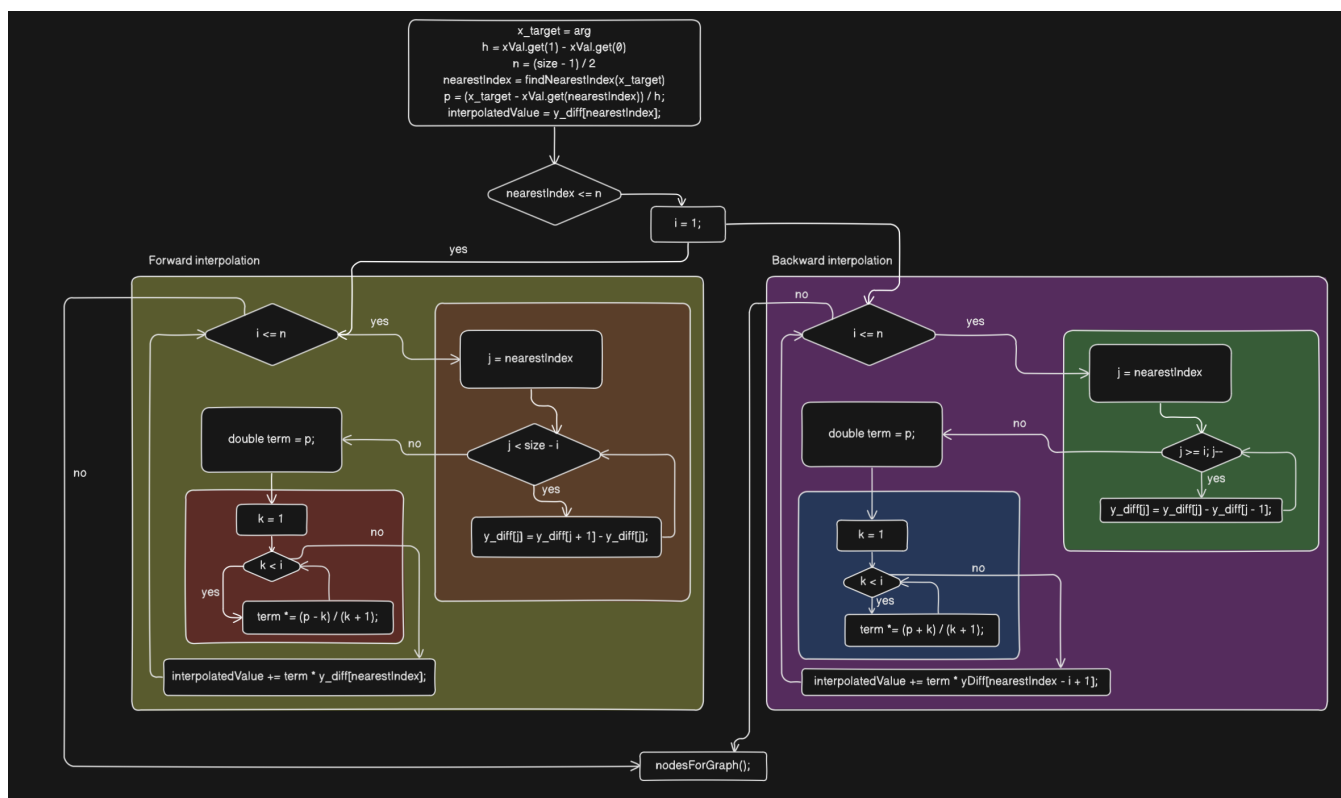 x_target = arg
h = xVal.get(1) - xVal.get(0)
n = (size - 1) / 2
nearestIndex = findNearestIndex(x_target)
p = (x_target - xVal.get(nearestIndex)) / h;
interpolatedValue = y_diff[nearestIndex];
nearestIndex <= n
i = 1;
yes
Forward interpolation
i <= n
yes
j = nearestIndex
j < size - i
no
yes
y_diff[j] = y_diff[j + 1] - y_diff[j];
double term = p;
no
k = 1
no
k < i
yes
term *= (p - k) / (k + 1);
interpolatedValue += term * y_diff[nearestIndex];
Backward interpolation
no
i <= n
yes
j = nearestIndex
j >= i; j--
no
yes
y_diff[j] = y_diff[j] - y_diff[j - 1];
double term = p;
k = 1
k < i
no
yes
term *= (p + k) / (k + 1);
interpolatedValue += term * yDiff[nearestIndex - i + 1];
nodesForGraph();